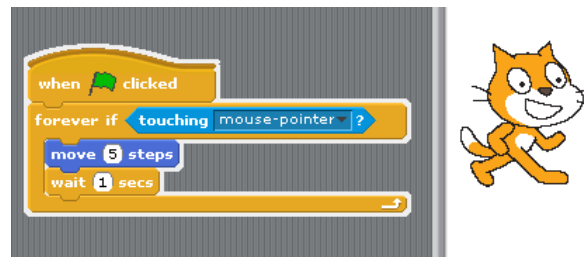 when clicked
forever if touching mouse-pointer ?
move 5 steps
wait 1 secs